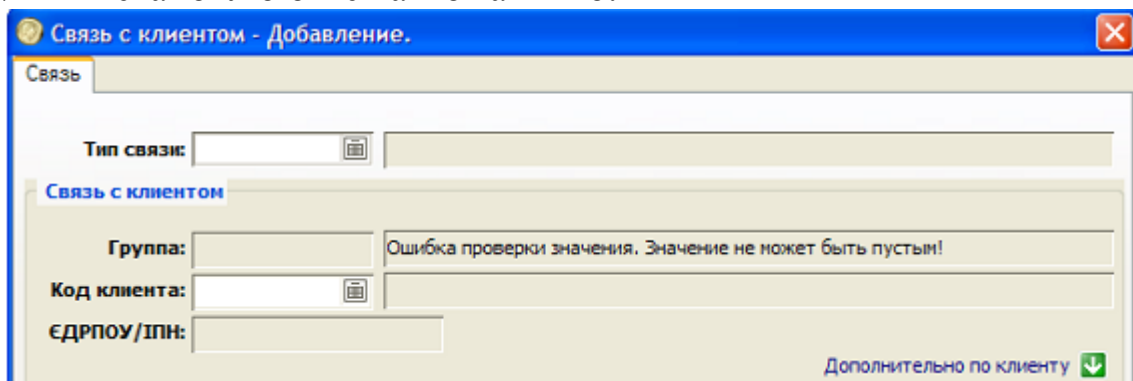 Связь с клиентом - Добавление.
Связь
Тип связи:
Связь с клиентом
Группа: Ошибка проверки значения. Значение не может быть пустым!
Код клиента:
ЄДРПОУ/ІПН:
Дополнительно по клиенту